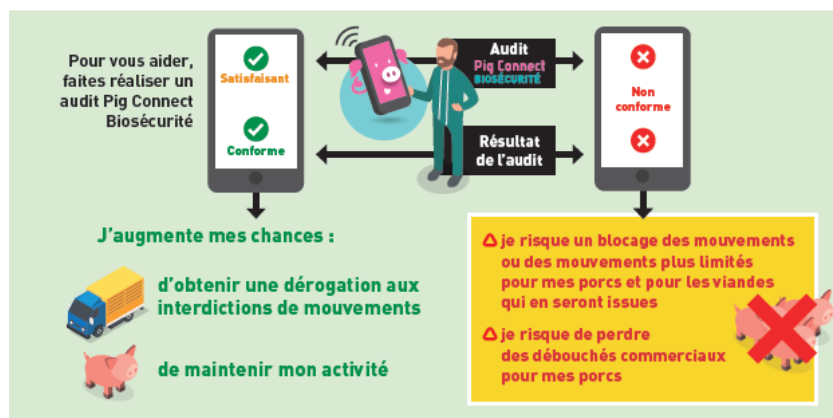 Pour vous aider,
faites réaliser un
audit Pig Connect
Biosécurité
Satisfaisant
Conforme
Audit
Pig Connect
BIOSÉCURITÉ
Résultat
de l'audit
Non
conforme
J'augmente mes chances :
d'obtenir une dérogation aux
interdictions de mouvements
de maintenir mon activité
je risque un blocage des mouvements
ou des mouvements plus limités
pour mes porcs et pour les viandes
qui en seront issues
je risque de perdre
des débouchés commerciaux
pour mes porcs